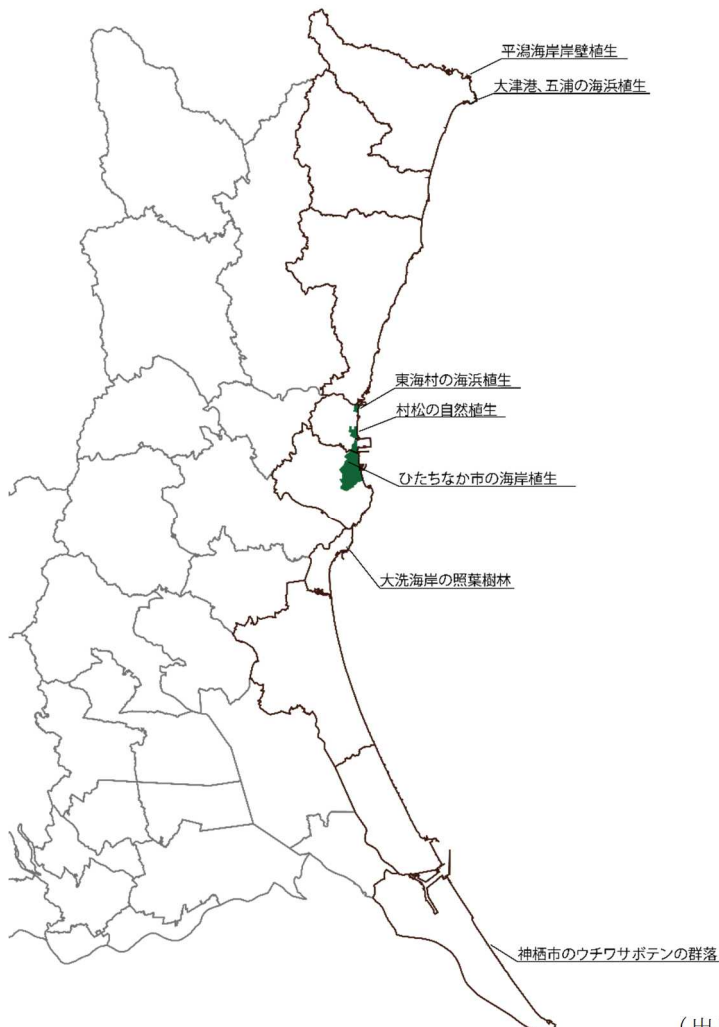 平潟海岸岸壁植生
大津港、五浦の海浜植生
東海村の海浜植生
村松の自然植生
ひたちなか市の海岸植生
大洗海岸の照葉樹林
神栖市のウチワサボテンの群落